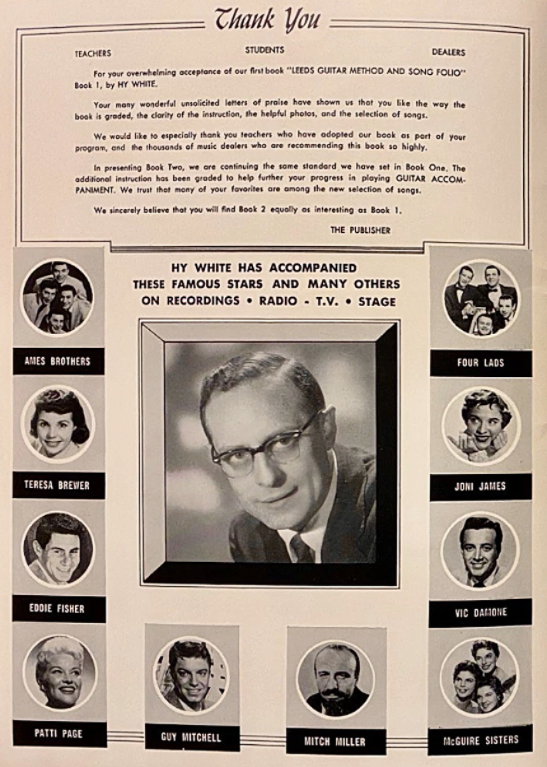 Thank You
TEACHERS STUDENTS DEALERS
For your overwhelming acceptance of our first book "LEEDS GUITAR METHOD AND SONG FOLIO"
Book 1, by HY WHITE.
Your many wonderful unsolicited letters of praise have shown us that you like the way the
book is graded, the clarity of the instruction, the helpful photos, and the selection of songs.
We would like to especially thank you teachers who have adopted our book as part of your
program, and the thousands of music dealers who are recommending this book so highly.
In presenting Book Two, we are continuing the same standard we have set in Book One. The
additional instruction has been graded to help further your progress in playing GUITAR ACCOM-
PANIMENT. We trust that many of your favorites are among the new selection of songs.
We sincerely believe that you will find Book 2 equally as interesting as Book 1.
THE PUBLISHER
HY WHITE HAS ACCOMPANIED
THESE FAMOUS STARS AND MANY OTHERS
ON RECORDINGS • RADIO - T.V. • STAGE
AMES BROTHERS
FOUR LADS
TERESA BREWER
JONI JAMES
EDDIE FISHER
VIC DAMONE
PATTI PAGE
GUY MITCHELL
MITCH MILLER
McGUIRE SISTERS